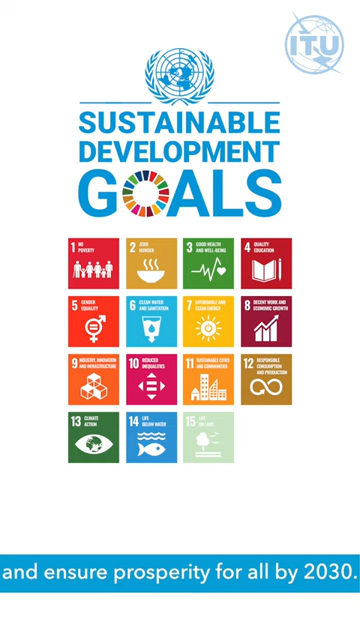 ITU
SUSTAINABLE
DEVELOPMENT
GOALS
1 NO
POVERTY
2 ZERO
HUNGER
3 GOOD HEALTH
AND WELL-BEING
4 QUALITY
EDUCATION
5 GENDER
EQUALITY
6 CLEAN WATER
AND SANITATION
7 AFFORDABLE AND
CLEAN ENERGY
8 DECENT WORK AND
ECONOMIC GROWTH
9 INDUSTRY, INNOVATION
AND INFRASTRUCTURE
10 REDUCED
INEQUALITIES
11 SUSTAINABLE CITIES
AND COMMUNITIES
12 RESPONSIBLE
CONSUMPTION
AND PRODUCTION
13 CLIMATE
ACTION
14 LIFE
BELOW WATER
15 LIFE
ON LAND
and ensure prosperity for all by 2030.